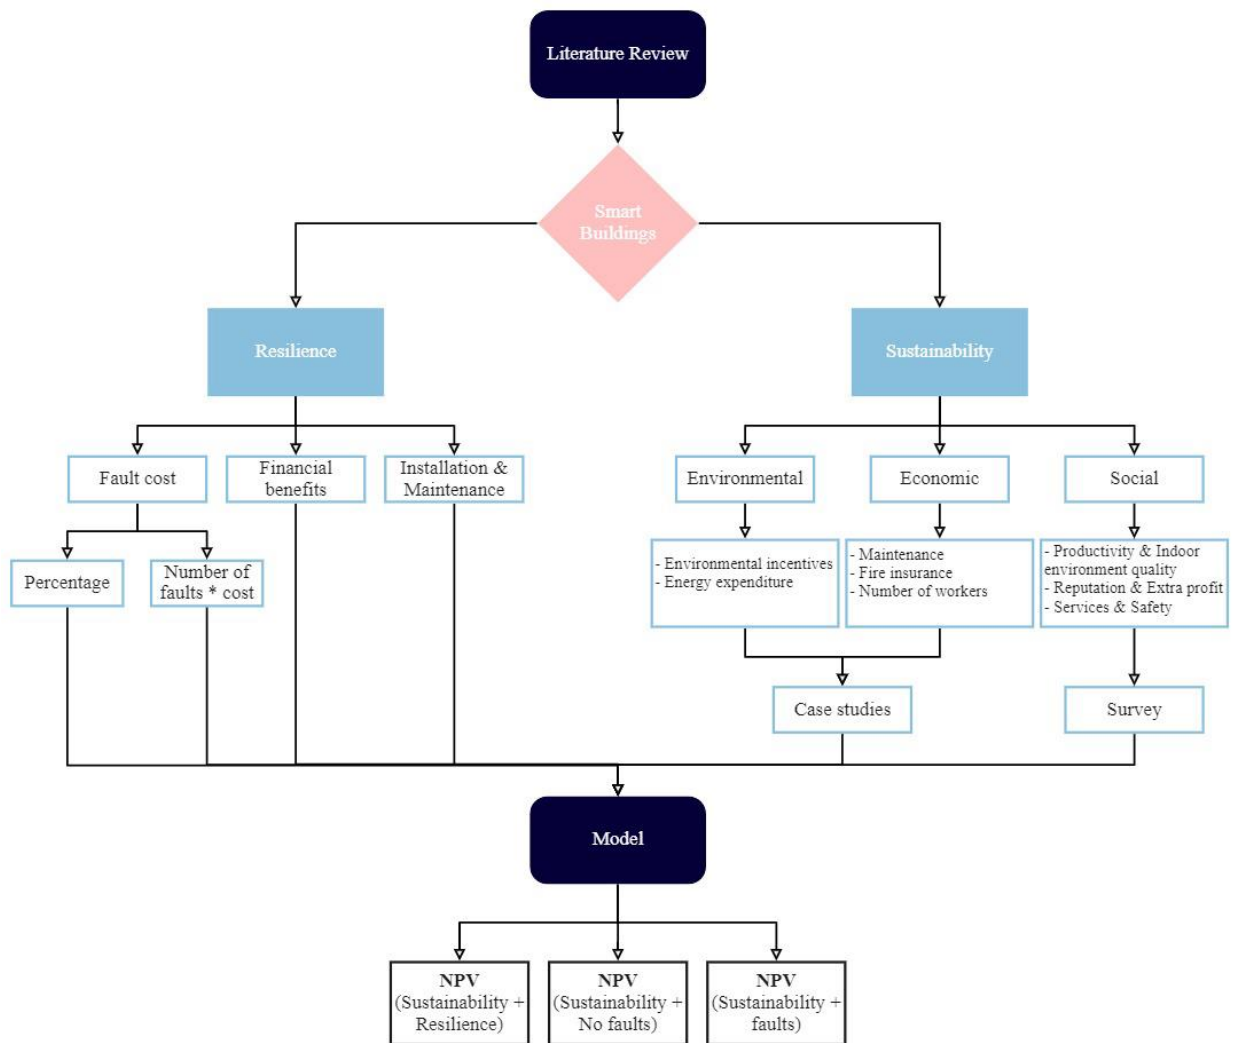 Literature Review
Smart
Buildings
Resilience
Sustainability
Fault cost
Financial
benefits
Installation &
Maintenance
Environmental
Economic
Social
Percentage
Number of
faults * cost
- Environmental incentives
- Energy expenditure
- Maintenance
- Fire insurance
- Number of workers
- Productivity & Indoor
environment quality
- Reputation & Extra profit
- Services & Safety
Case studies
Survey
Model
NPV
(Sustainability +
Resilience)
NPV
(Sustainability +
No faults)
NPV
(Sustainability +
faults)